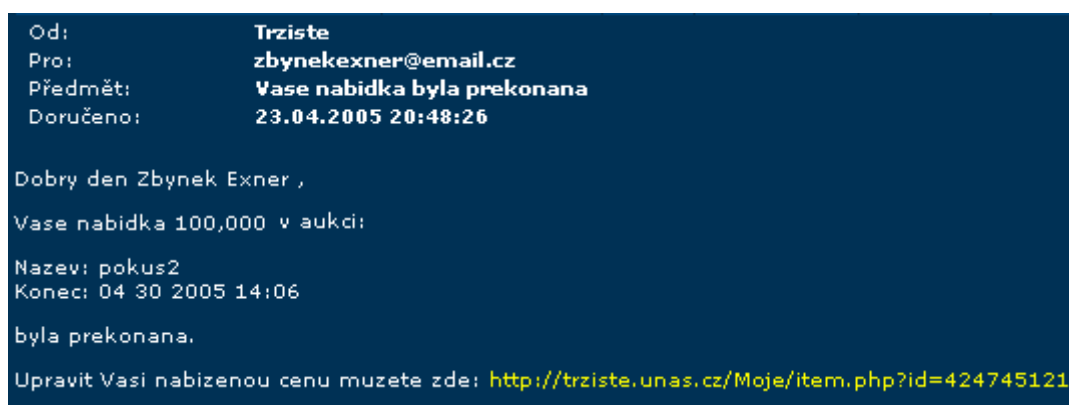 Od: Trziste
Pro: zbynekexner@email.cz
Předmět: Vase nabidka byla prekonana
Doručeno: 23.04.2005 20:48:26
Dobry den Zbynek Exner ,
Vase nabidka 100,000 v aukci:
Nazev: pokus2
Konec: 04 30 2005 14:06
byla prekonana.
Upravit Vasi nabizenou cenu muzete zde: http://trziste.unas.cz/Moje/item.php?id=424745121